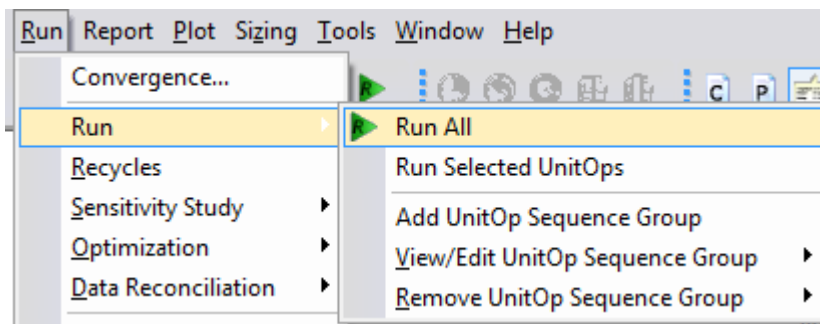 Run Report Plot Sizing Tools Window Help
Convergence...
R C P
Run
R Run All
Recycles
Run Selected UnitOps
Sensitivity Study
Add UnitOp Sequence Group
Optimization
View/Edit UnitOp Sequence Group
Data Reconciliation
Remove UnitOp Sequence Group